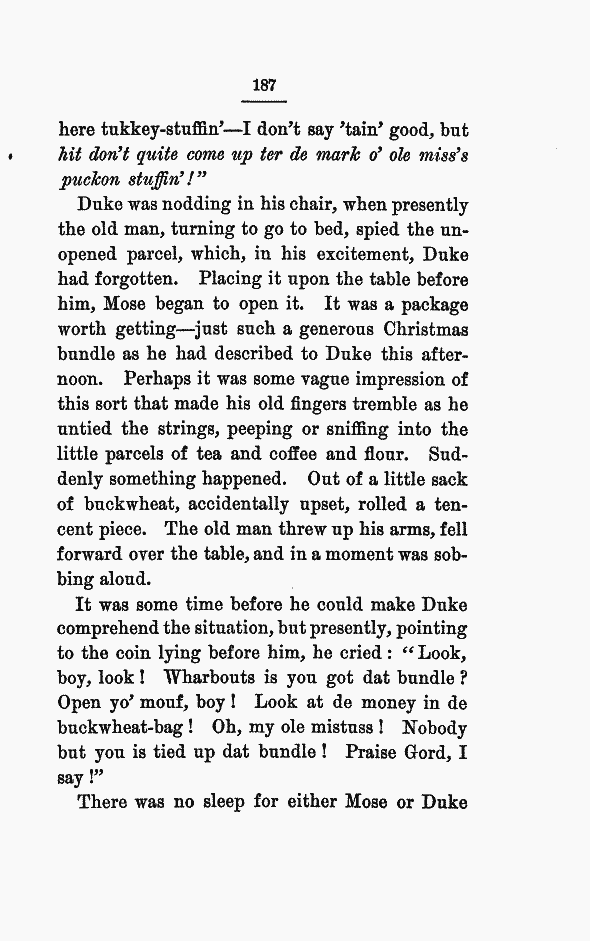 187
here tukkey-stuffin'—I don't say 'tain' good, but
hit don't quite come up ter de mark o' ole miss's
puckon stuffin'!"
Duke was nodding in his chair, when presently
the old man, turning to go to bed, spied the un-
opened parcel, which, in his excitement, Duke
had forgotten. Placing it upon the table before
him, Mose began to open it. It was a package
worth getting—just such a generous Christmas
bundle as he had described to Duke this after-
noon. Perhaps it was some vague impression of
this sort that made his old fingers tremble as he
untied the strings, peeping or sniffing into the
little parcels of tea and coffee and flour. Sud-
denly something happened. Out of a little sack
of buckwheat, accidentally upset, rolled a ten-
cent piece. The old man threw up his arms, fell
forward over the table, and in a moment was sob-
bing aloud.
It was some time before he could make Duke
comprehend the situation, but presently, pointing
to the coin lying before him, he cried: "Look,
boy, look! Wharbouts is you got dat bundle?
Open yo' mouf, boy! Look at de money in de
buckwheat-bag! Oh, my ole mistuss! Nobody
but you is tied up dat bundle! Praise Gord, I
say!"
There was no sleep for either Mose or Duke